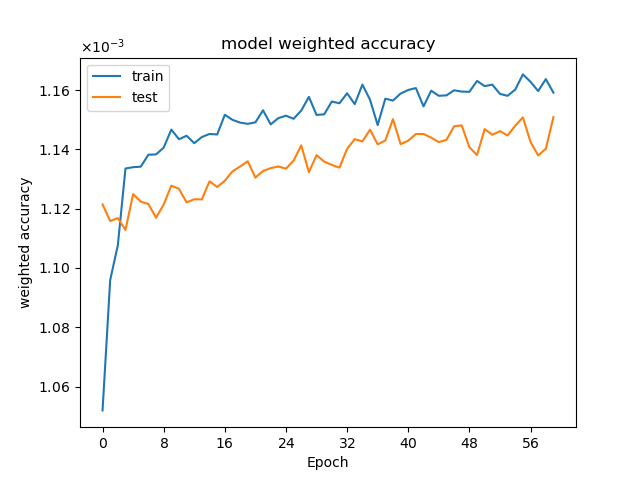 model weighted accuracy
×10⁻³
train
test
1.16
1.14
1.12
1.10
1.08
1.06
weighted accuracy
0 8 16 24 32 40 48 56
Epoch